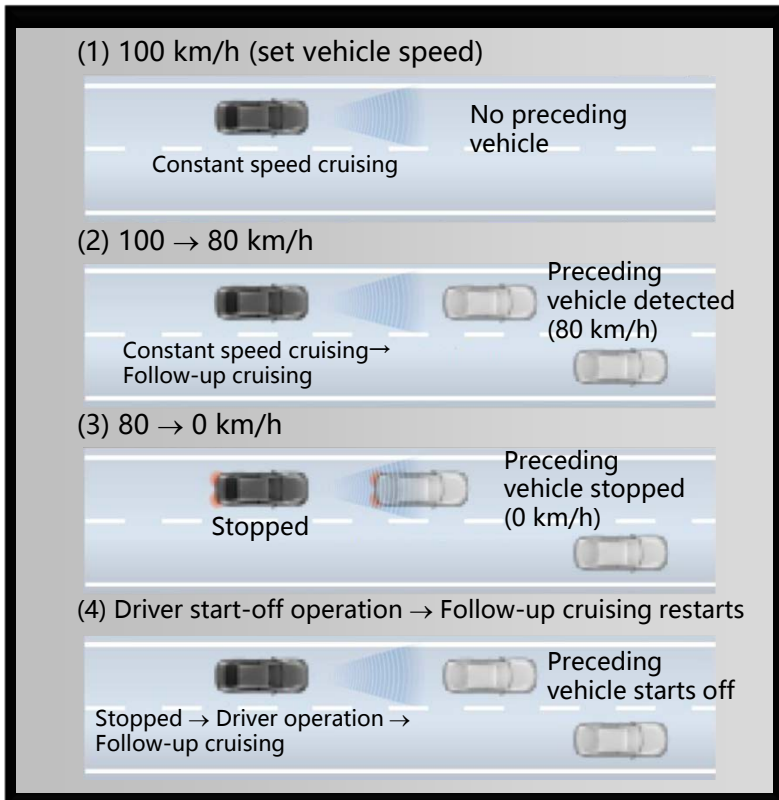 (1) 100 km/h (set vehicle speed)
No preceding
vehicle
Constant speed cruising
(2) 100 → 80 km/h
Preceding
vehicle detected
(80 km/h)
Constant speed cruising→
Follow-up cruising
(3) 80 → 0 km/h
Preceding
vehicle stopped
(0 km/h)
Stopped
(4) Driver start-off operation → Follow-up cruising restarts
Preceding
vehicle starts off
Stopped → Driver operation →
Follow-up cruising